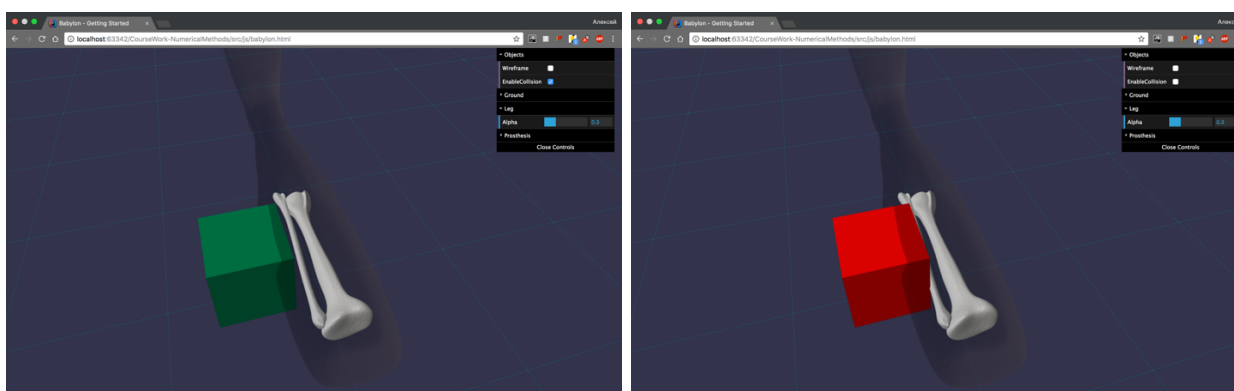 Babylon - Getting Started
Алексей
localhost:63342/CourseWork-NumericalMethods/src/js/babylon.html
Objects
Wireframe
EnableCollision
Ground
Leg
Alpha 0.3
Prosthesis
Close Controls
Babylon - Getting Started
Алекс
localhost:63342/CourseWork-NumericalMethods/src/js/babylon.html
Objects
Wireframe
EnableCollision
Ground
Leg
Alpha 0.3
Prosthesis
Close Controls